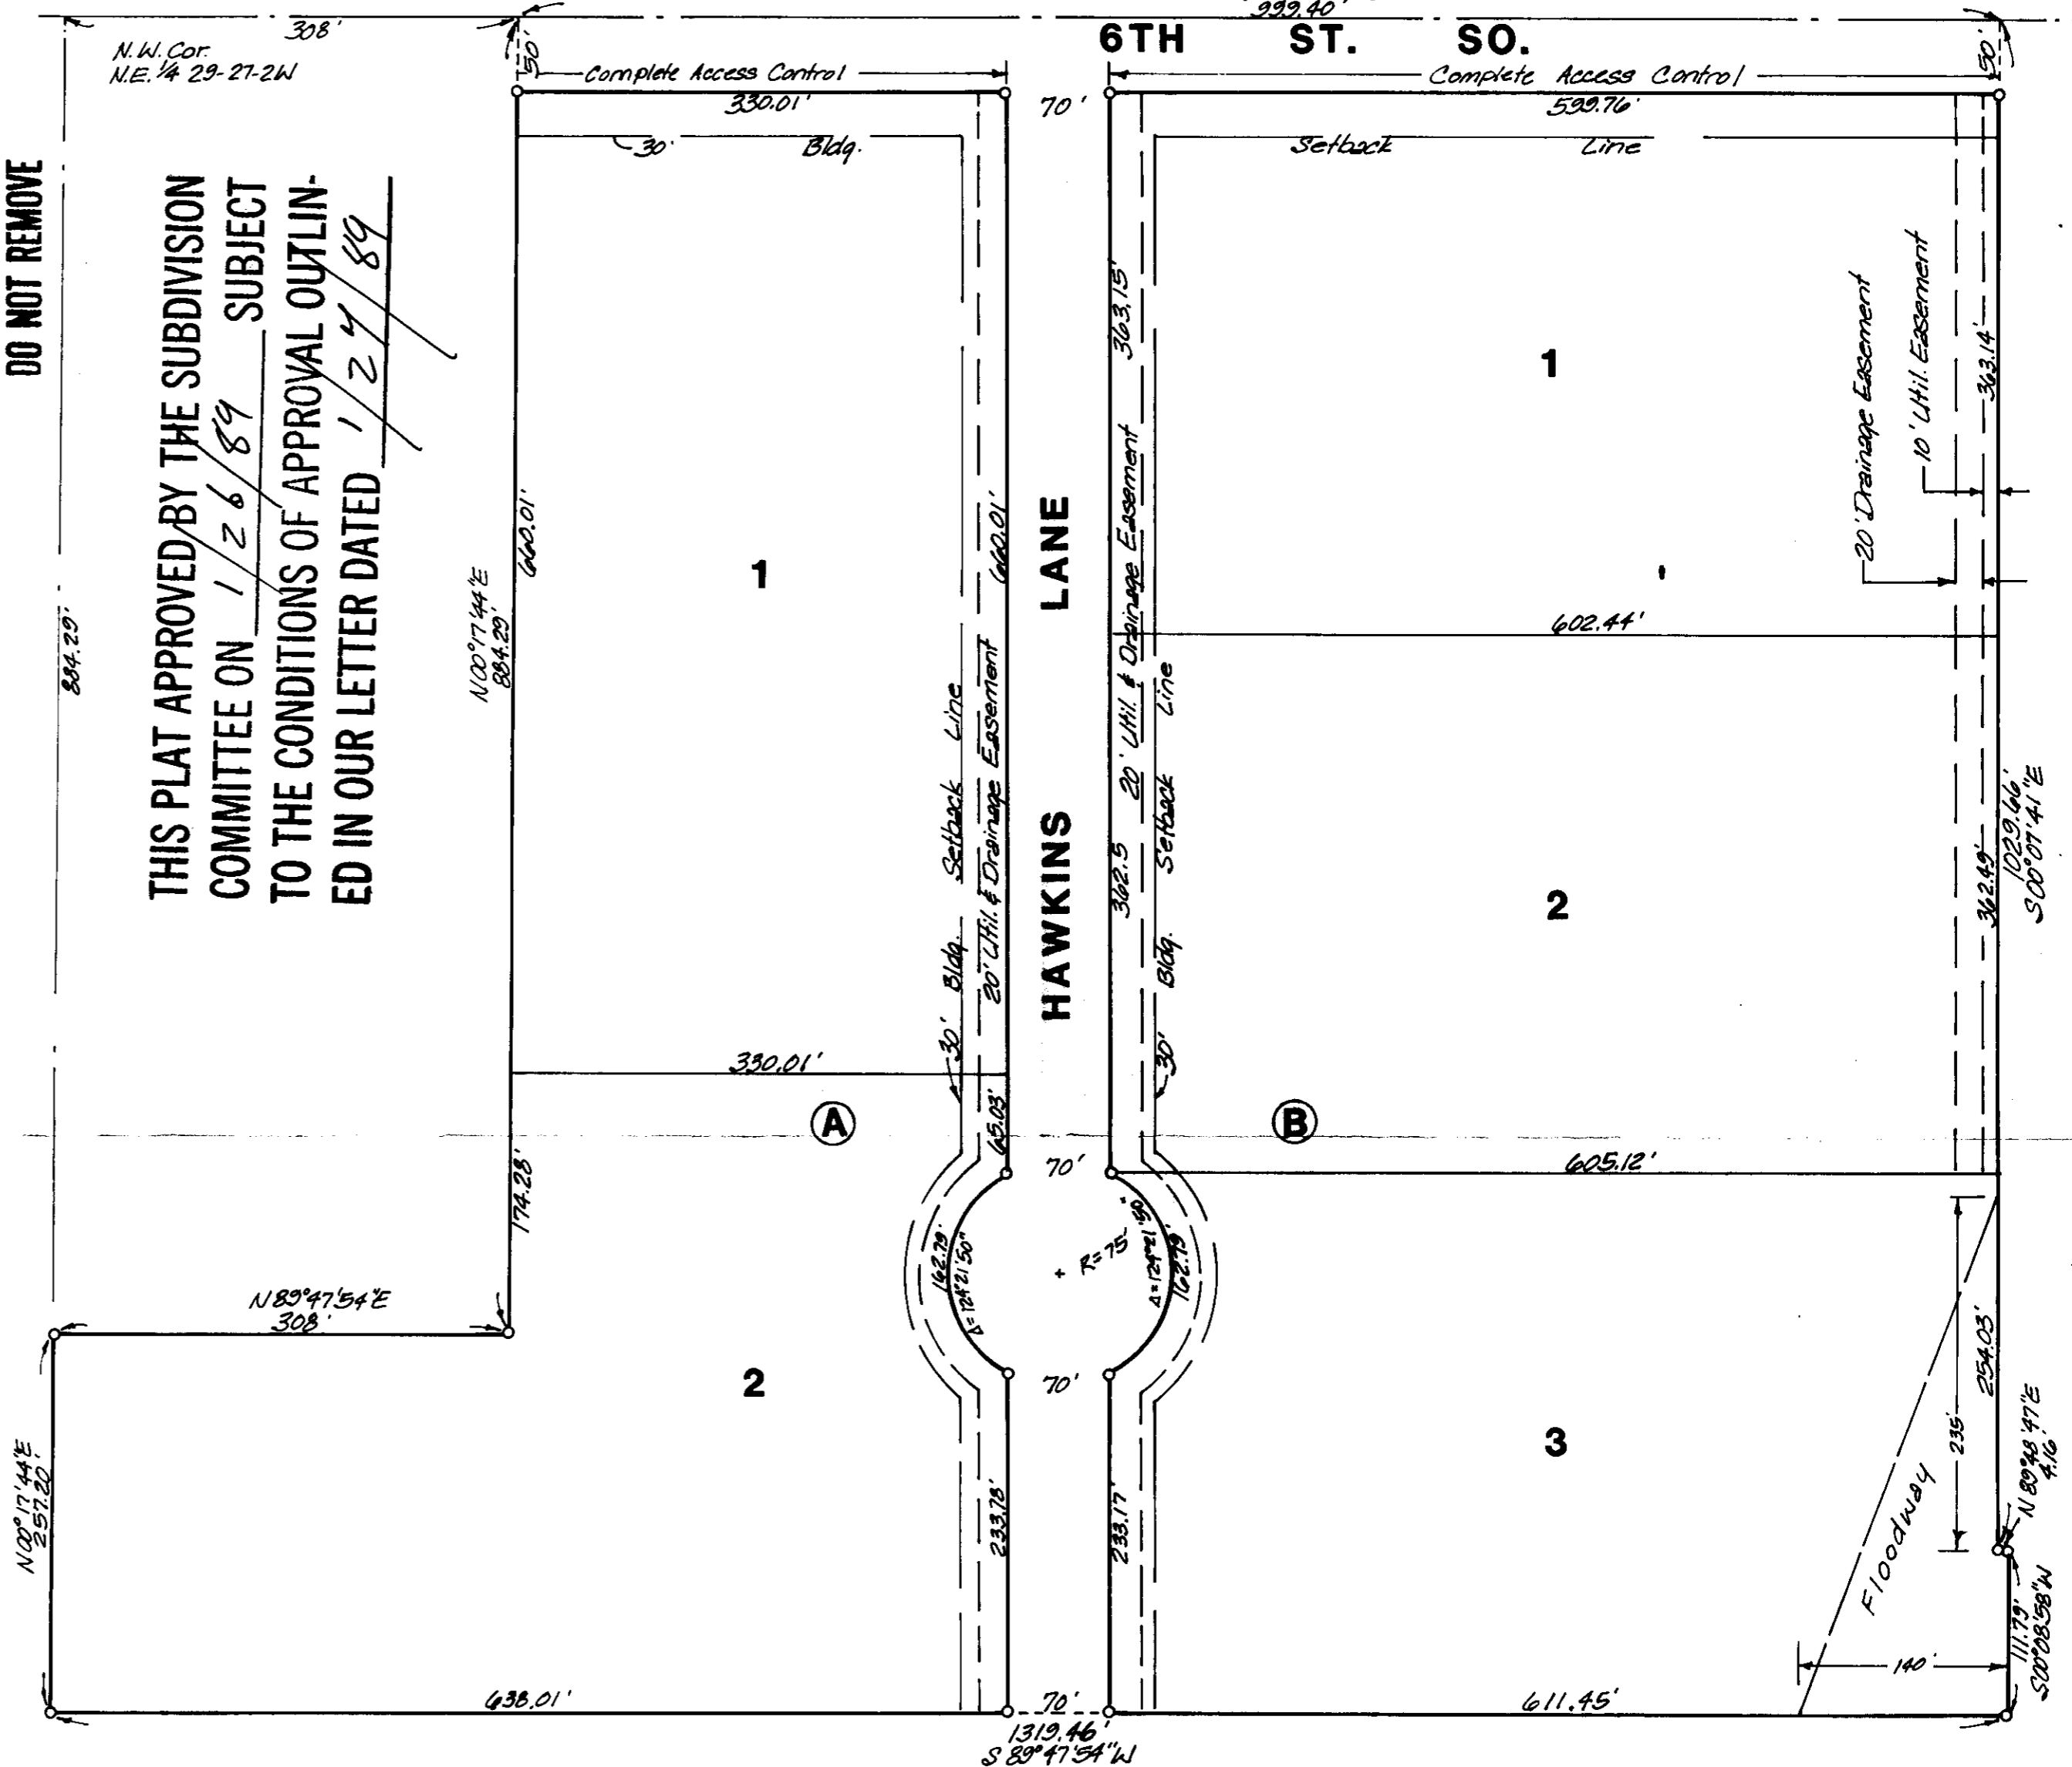 999.40'
308'
6TH ST. SO.
N.W. Cor.
N.E. 1/4 29-27-2W
50'
Complete Access Control
Complete Access Control
50'
330.01'
70'
599.76'
30' Bldg.
Setback Line
DO NOT REMOVE
THIS PLAT APPROVED BY THE SUBDIVISION
COMMITTEE ON 1 26 89 SUBJECT
TO THE CONDITIONS OF APPROVAL OUTLIN-
ED IN OUR LETTER DATED 1 24 89
884.29'
N00°17'44"E
884.29'
660.01'
1
660.01'
30' Bldg. Setback Line
20' Util. & Drainage Easement
HAWKINS LANE
363.15'
20' Util. & Drainage Easement
362.5
30' Bldg. Setback Line
1
20' Drainage Easement
10' Util. Easement
363.14'
602.44'
2
362.49'
1029.66'
S00°07'41"E
330.01'
65.03'
A
B
174.28'
70'
605.12'
162.79'
Δ=124°21'50"
R=75'
Δ=124°21'50"
162.79'
N89°47'54"E
308'
2
70'
3
254.03'
235'
N89°48'47"E
4.16'
N00°17'44"E
257.20'
233.78'
233.17'
Floodway
140'
111.79'
S00°08'58"W
638.01'
70'
611.45'
1319.46'
S89°47'54"W